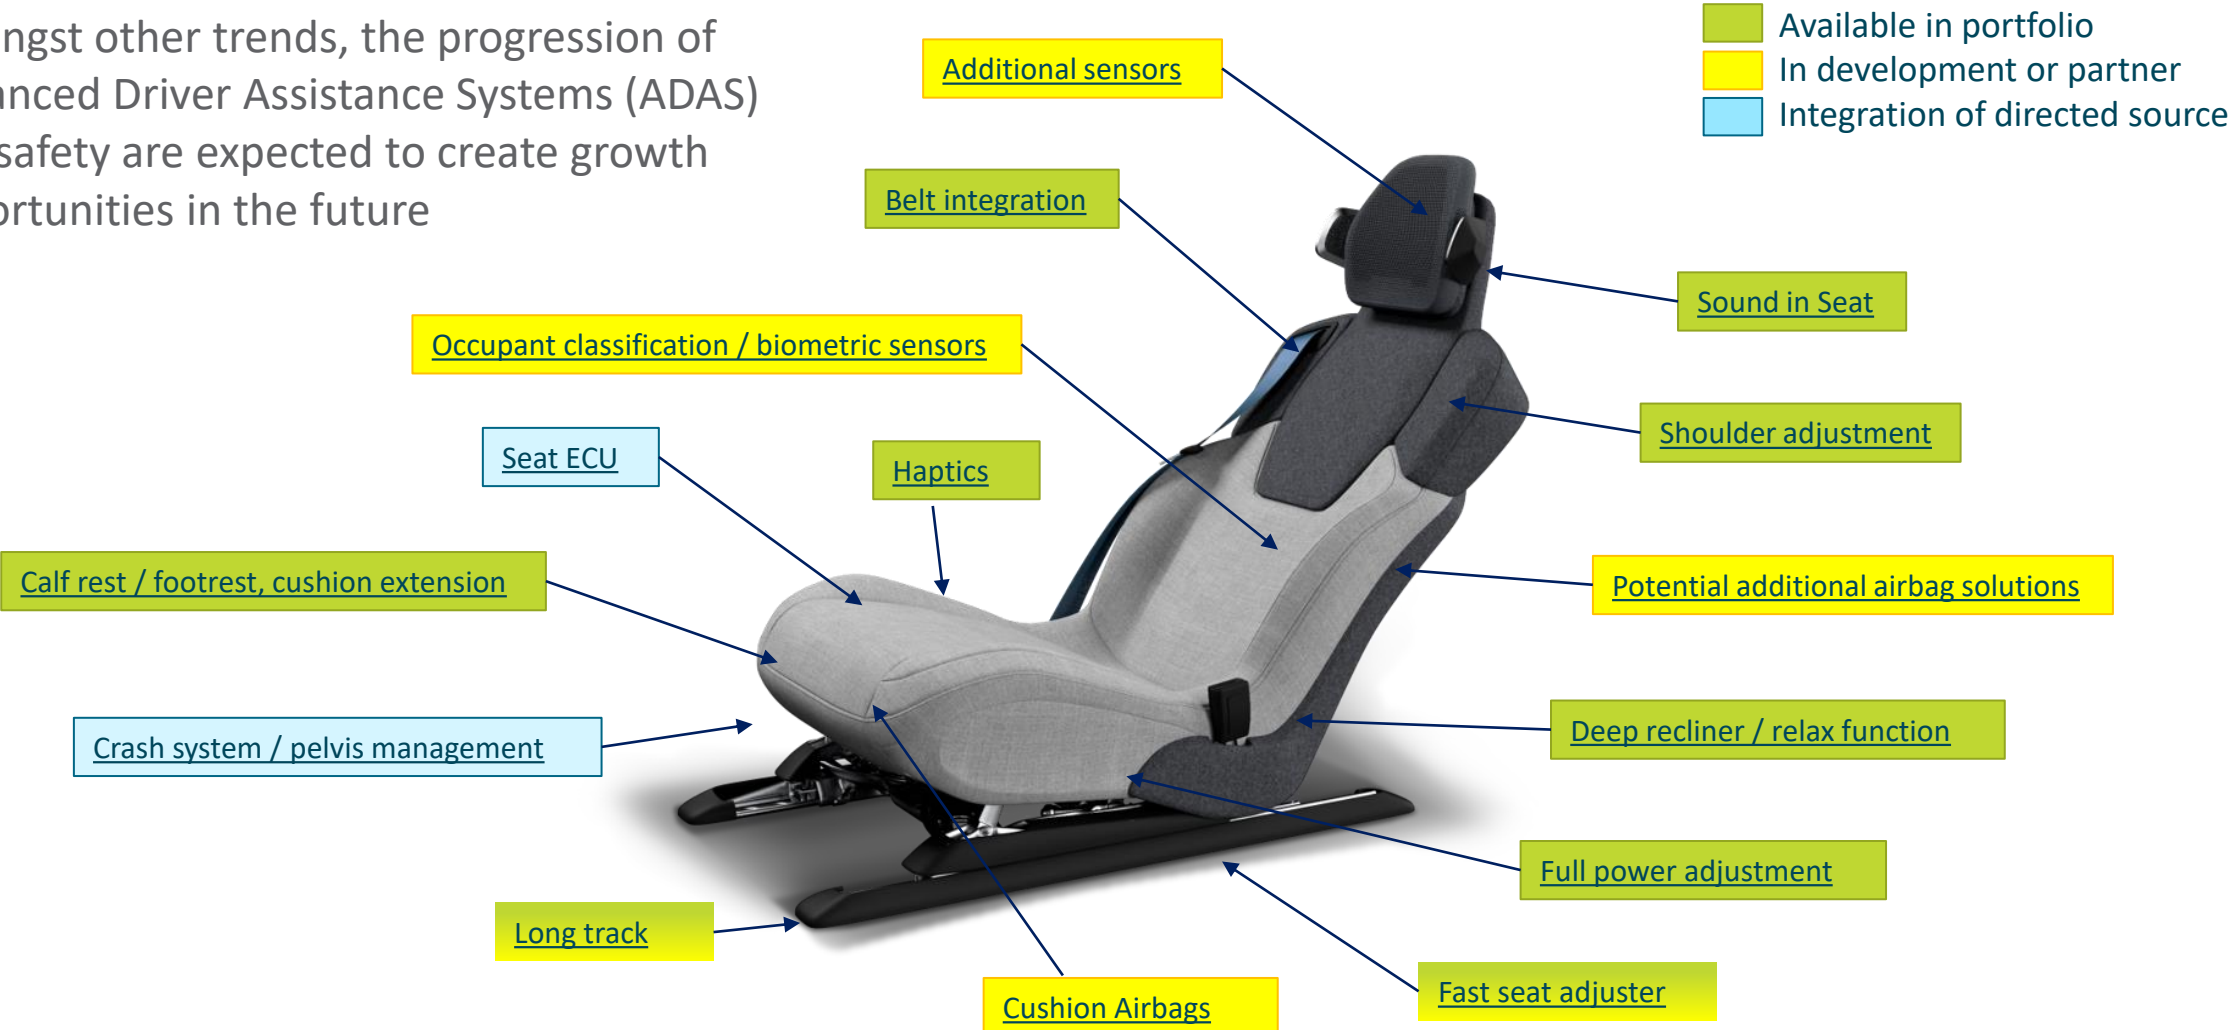 ngst other trends, the progression of
anced Driver Assistance Systems (ADAS)
safety are expected to create growth
ortunities in the future
Available in portfolio
In development or partner
Integration of directed source
Additional sensors
Belt integration
Sound in Seat
Occupant classification / biometric sensors
Shoulder adjustment
Seat ECU
Haptics
Calf rest / footrest, cushion extension
Potential additional airbag solutions
Crash system / pelvis management
Deep recliner / relax function
Full power adjustment
Long track
Cushion Airbags
Fast seat adjuster